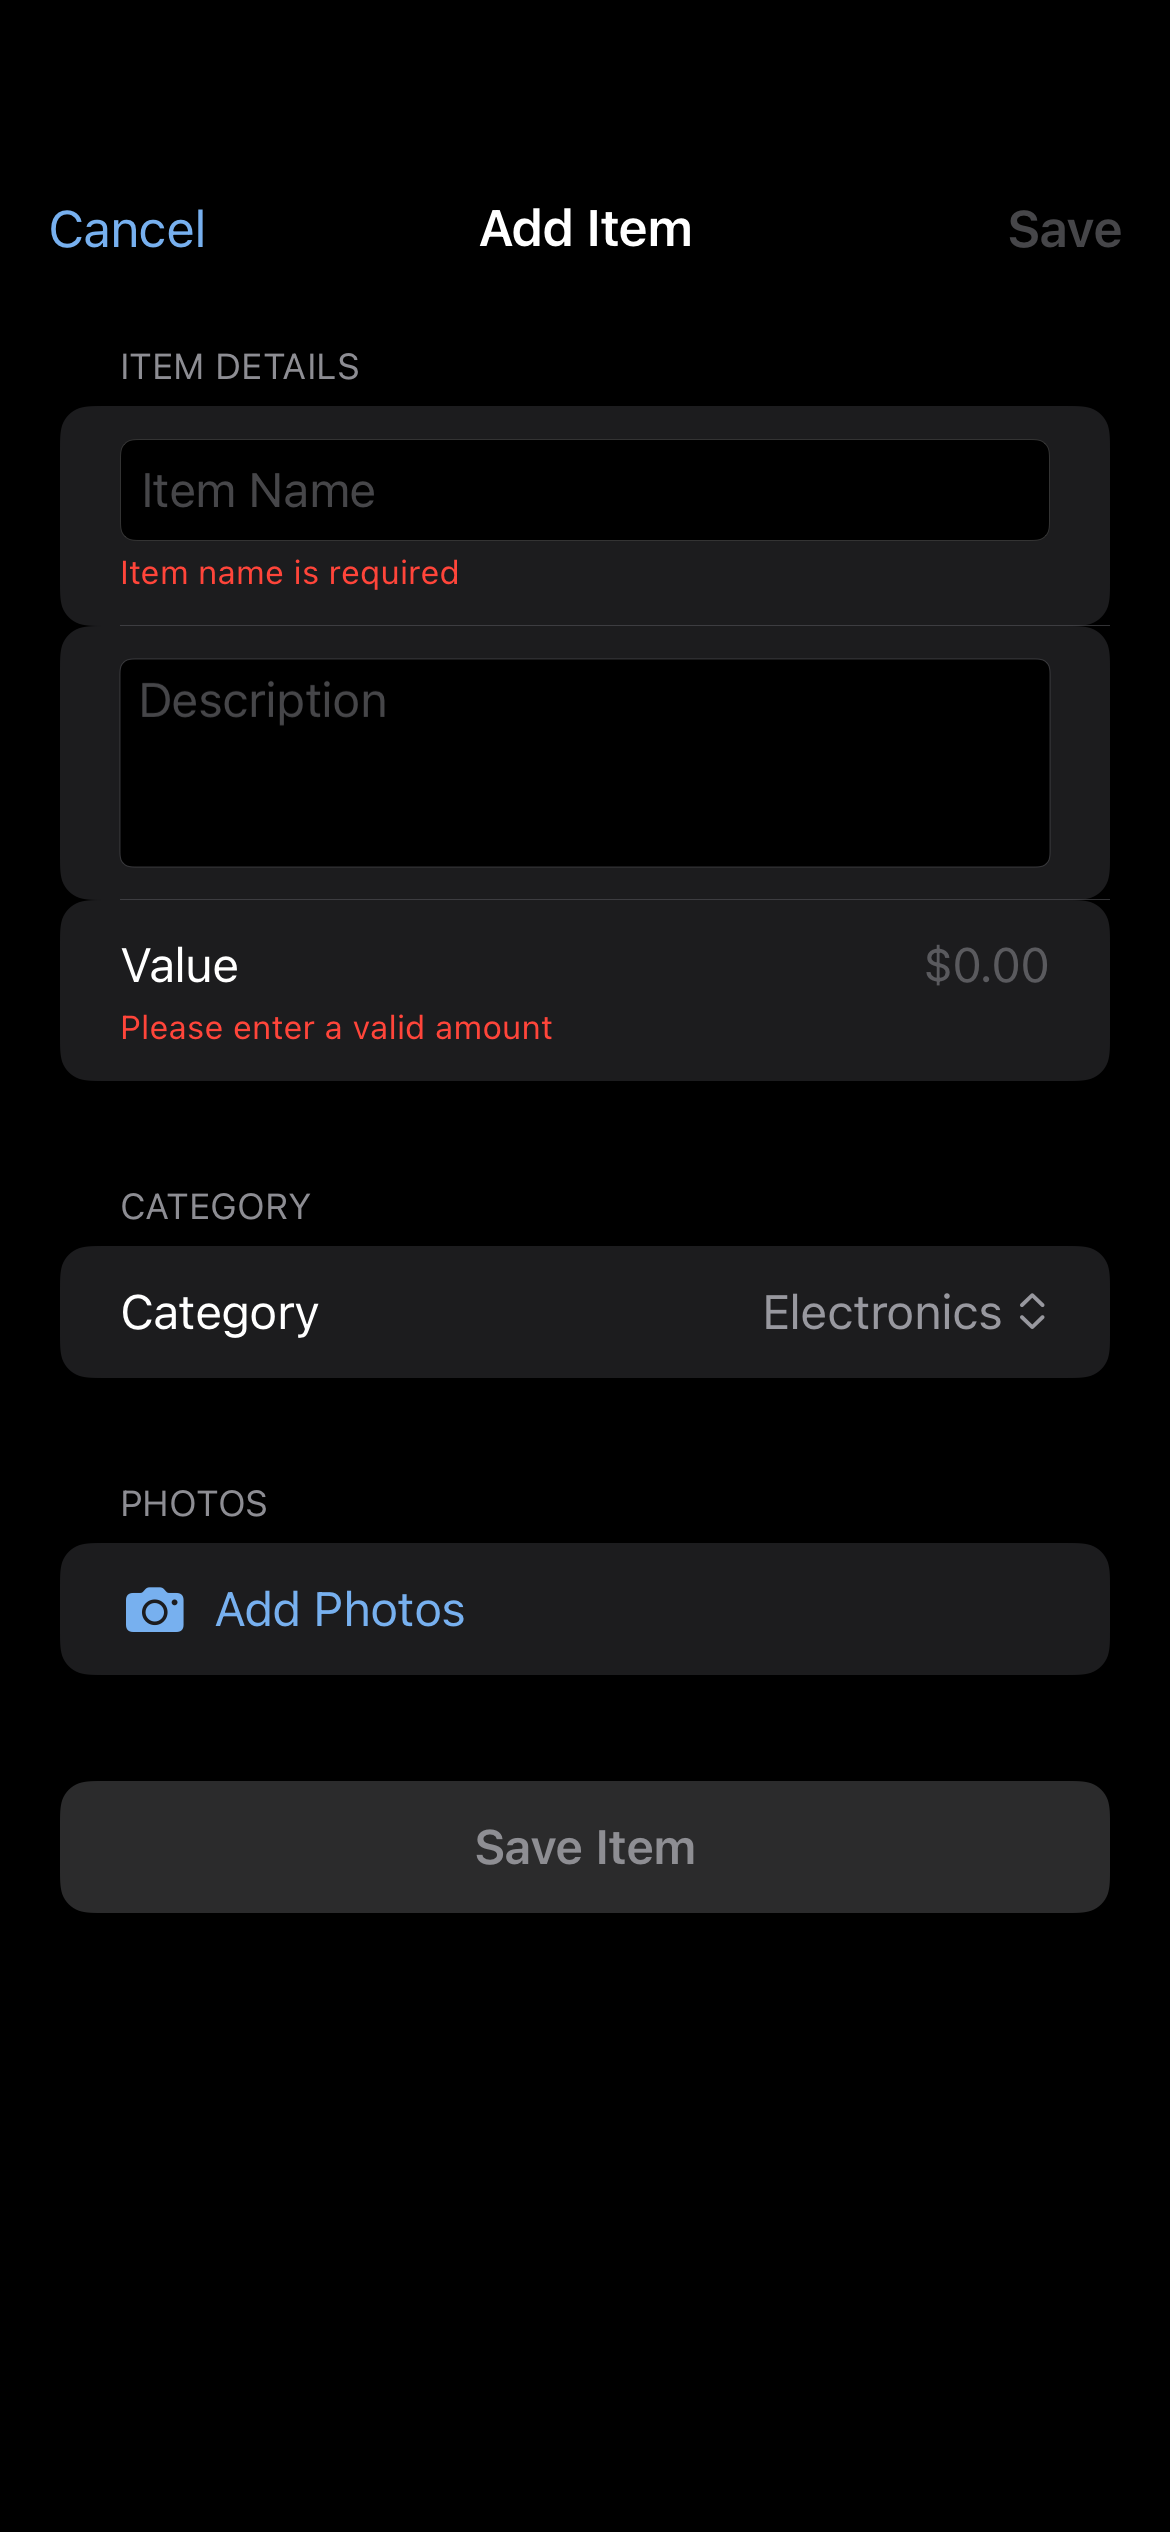 Cancel
Add Item
Save
ITEM DETAILS
Item Name
Item name is required
Description
Value
$0.00
Please enter a valid amount
CATEGORY
Category
Electronics
PHOTOS
Add Photos
Save Item